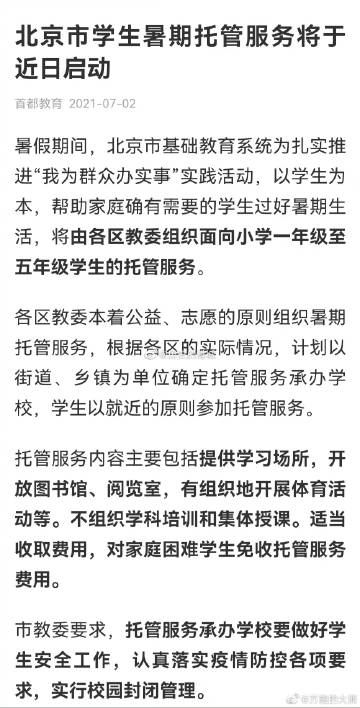 北京市学生暑期托管服务将于
近日启动
首都教育 2021-07-02
暑假期间，北京市基础教育系统为扎实推
进“我为群众办实事”实践活动，以学生为
本，帮助家庭确有需要的学生过好暑期生
活，将由各区教委组织面向小学一年级至
五年级学生的托管服务。
各区教委本着公益、志愿的原则组织暑期
托管服务，根据各区的实际情况，计划以
街道、乡镇为单位确定托管服务承办学
校，学生以就近的原则参加托管服务。
托管服务内容主要包括提供学习场所，开
放图书馆、阅览室，有组织地开展体育活
动等。不组织学科培训和集体授课。适当
收取费用，对家庭困难学生免收托管服务
费用。
市教委要求，托管服务承办学校要做好学
生安全工作，认真落实疫情防控各项要
求，实行校园封闭管理。